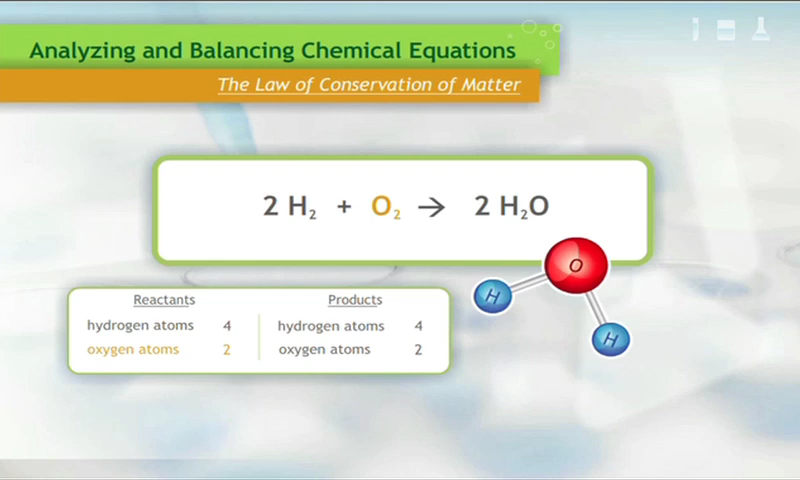 Analyzing and Balancing Chemical Equations
The Law of Conservation of Matter
2 H₂ + O₂ → 2 H₂O
Reactants Products
hydrogen atoms 4 hydrogen atoms 4
oxygen atoms 2 oxygen atoms 2
O
H
H